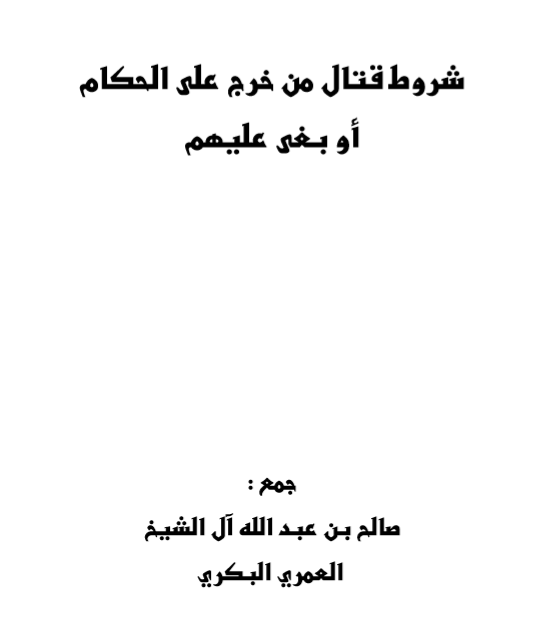 شروط قتال من خرج على الحكام
أو بغى عليهم
جمع :
صالح بن عبد الله آل الشيخ
العمري البكري